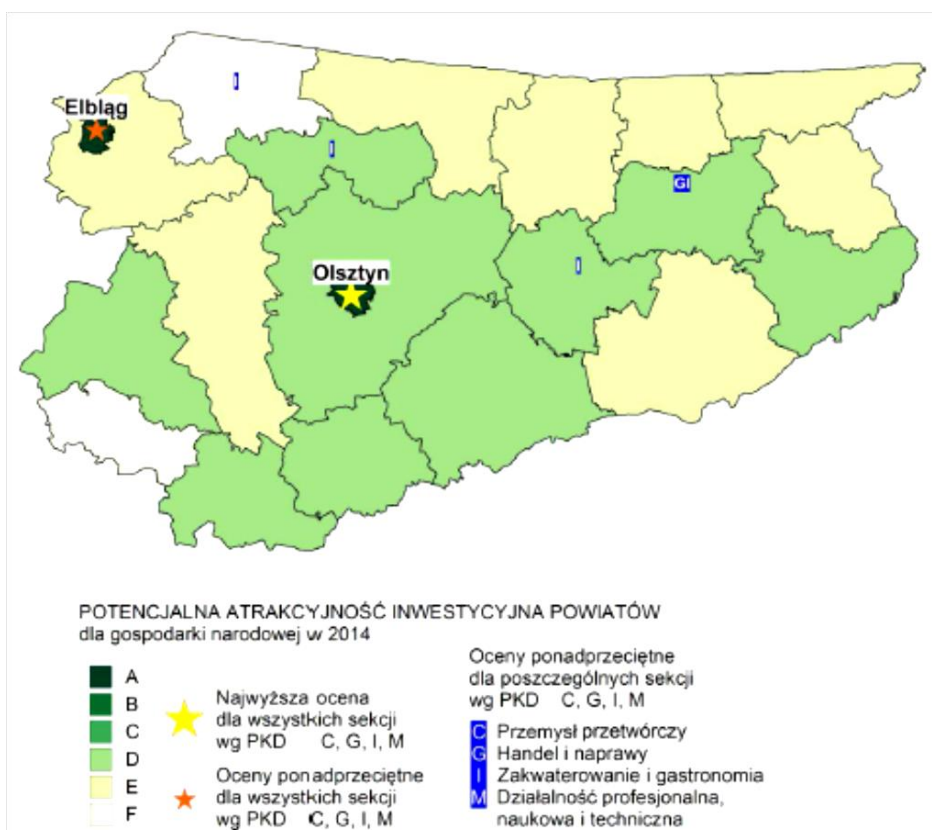 Elbląg
I
I
GI
I
Olsztyn
POTENCJALNA ATRAKCYJNOŚĆ INWESTYCYJNA POWIATÓW
dla gospodarki narodowej w 2014
A
B
C
D
E
F
Najwyższa ocena
dla wszystkich sekcji
wg PKD C, G, I, M
Oceny ponadprzeciętne
dla wszystkich sekcji
wg PKD C, G, I, M
Oceny ponadprzeciętne
dla poszczególnych sekcji
wg PKD C, G, I, M
C Przemysł przetwórczy
G Handel i naprawy
I Zakwaterowanie i gastronomia
M Działalność profesjonalna,
naukowa i techniczna